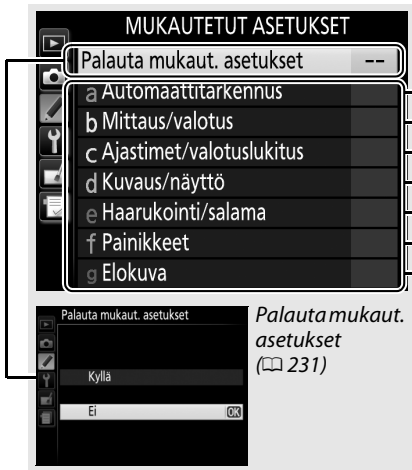 MUKAUTETUT ASETUKSET
Palauta mukaut. asetukset --
a Automaattitarkennus
b Mittaus/valotus
c Ajastimet/valotuslukitus
d Kuvaus/näyttö
e Haarukointi/salama
f Painikkeet
g Elokuva
Palauta mukaut. asetukset
Kyllä
Ei OK
Palauta mukaut.
asetukset
(📖 231)